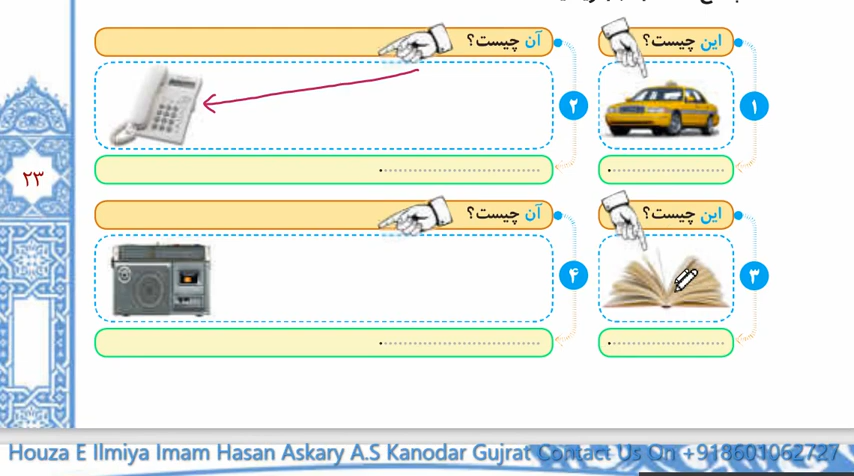 این چیست؟
آن چیست؟
۱
۲
این چیست؟
آن چیست؟
۳
۴
۲۳
Houza E Ilmiya Imam Hasan Askary A.S Kanodar Gujrat Contact Us On +918601062727